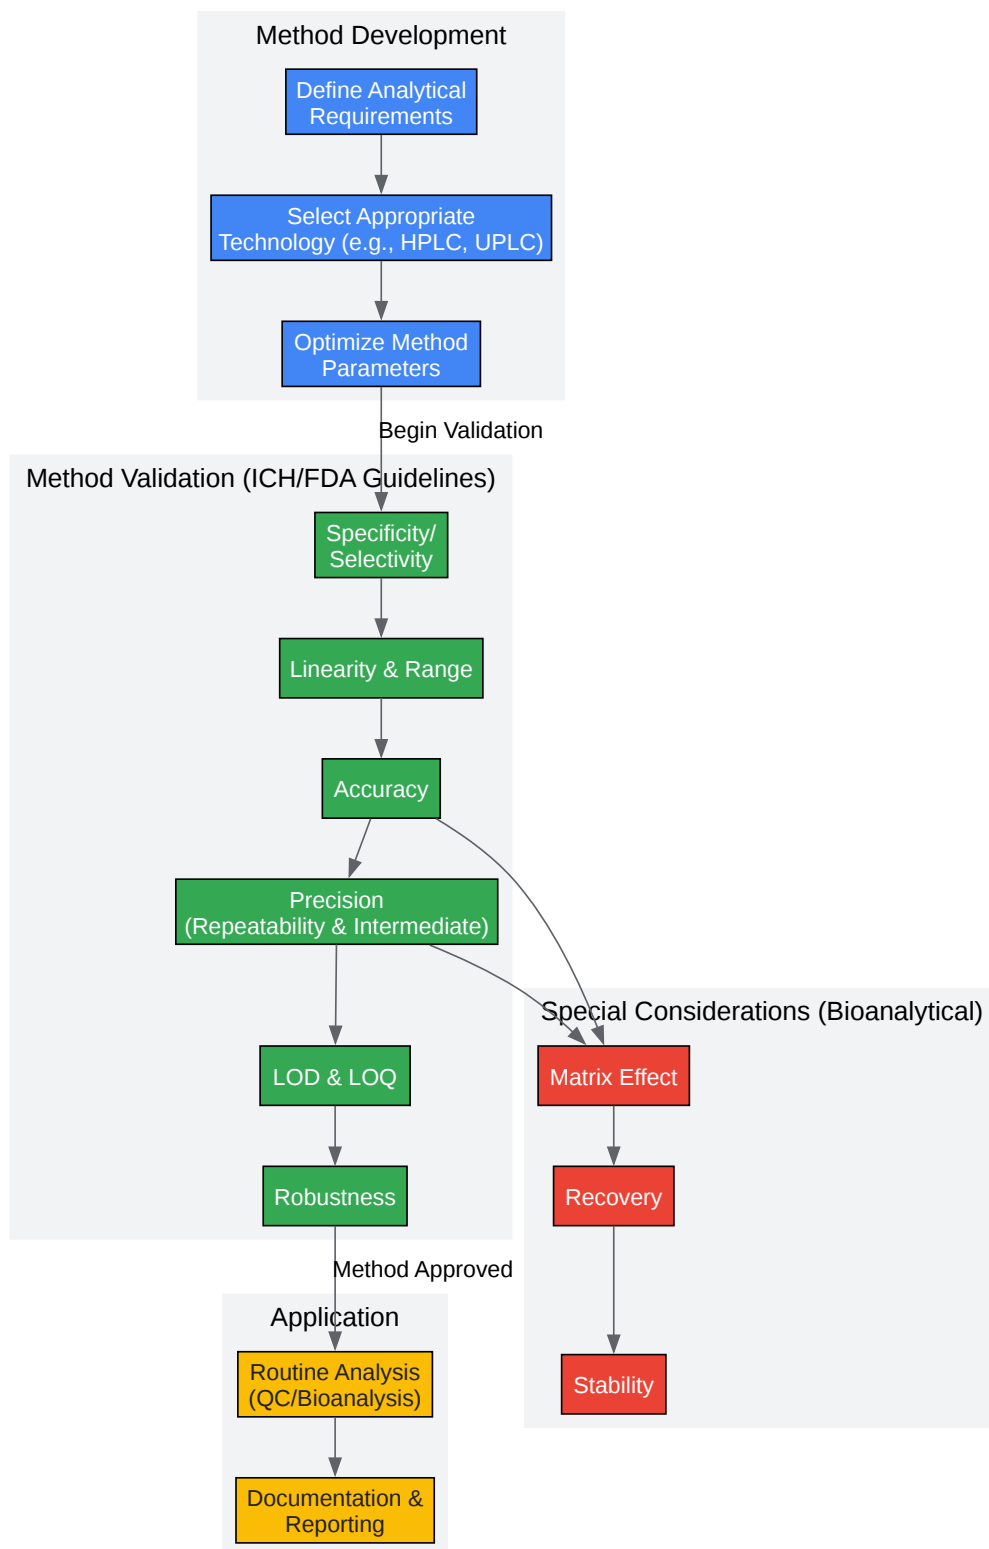 Method Development
Define Analytical
Requirements
Select Appropriate
Technology (e.g., HPLC, UPLC)
Optimize Method
Parameters
Begin Validation
Method Validation (ICH/FDA Guidelines)
Specificity/
Selectivity
Linearity & Range
Accuracy
Precision
(Repeatability & Intermediate)
Special Considerations (Bioanalytical)
LOD & LOQ
Matrix Effect
Robustness
Recovery
Method Approved
Application
Routine Analysis
(QC/Bioanalysis)
Stability
Documentation &
Reporting